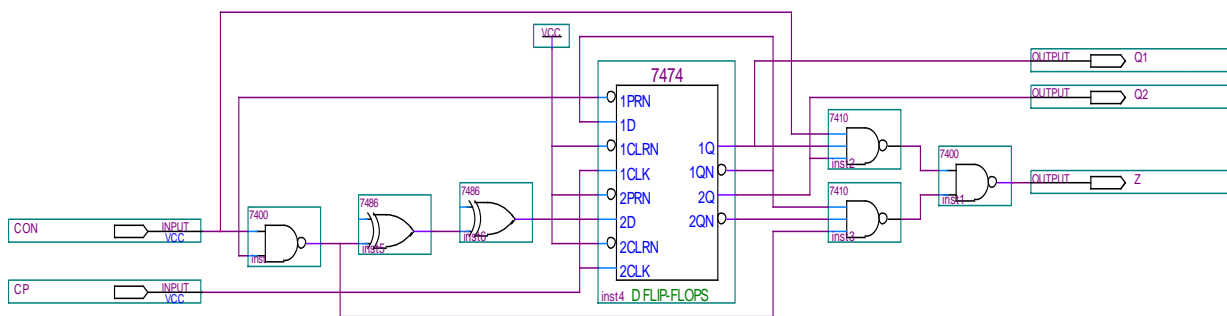 VCC
7474
1PRN
1D
1CLRN
1CLK
2PRN
2D
2CLRN
2CLK
1Q
1QN
2Q
2QN
inst4 D FLIP-FLOPS
CON INPUT
VCC
CP INPUT
VCC
7400
inst
7486
inst5
7486
inst6
7410
inst2
7410
inst3
7400
inst1
OUTPUT Q1
OUTPUT Q2
OUTPUT Z